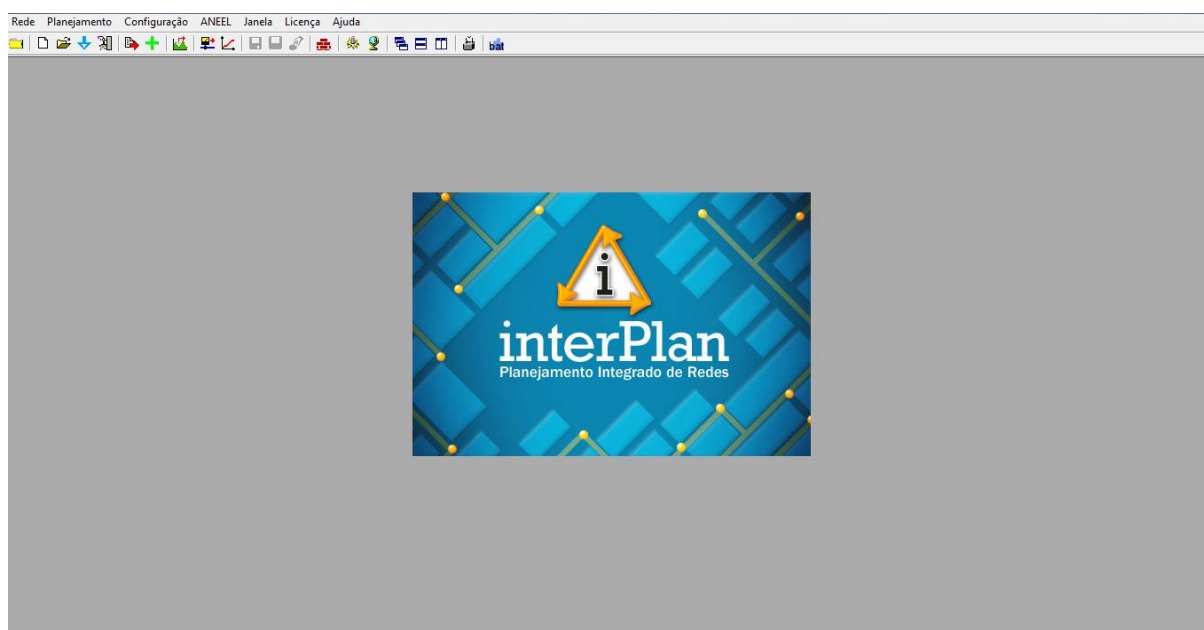 Rede Planejamento Configuração ANEEL Janela Licença Ajuda
bat
i
interPlan
Planejamento Integrado de Redes